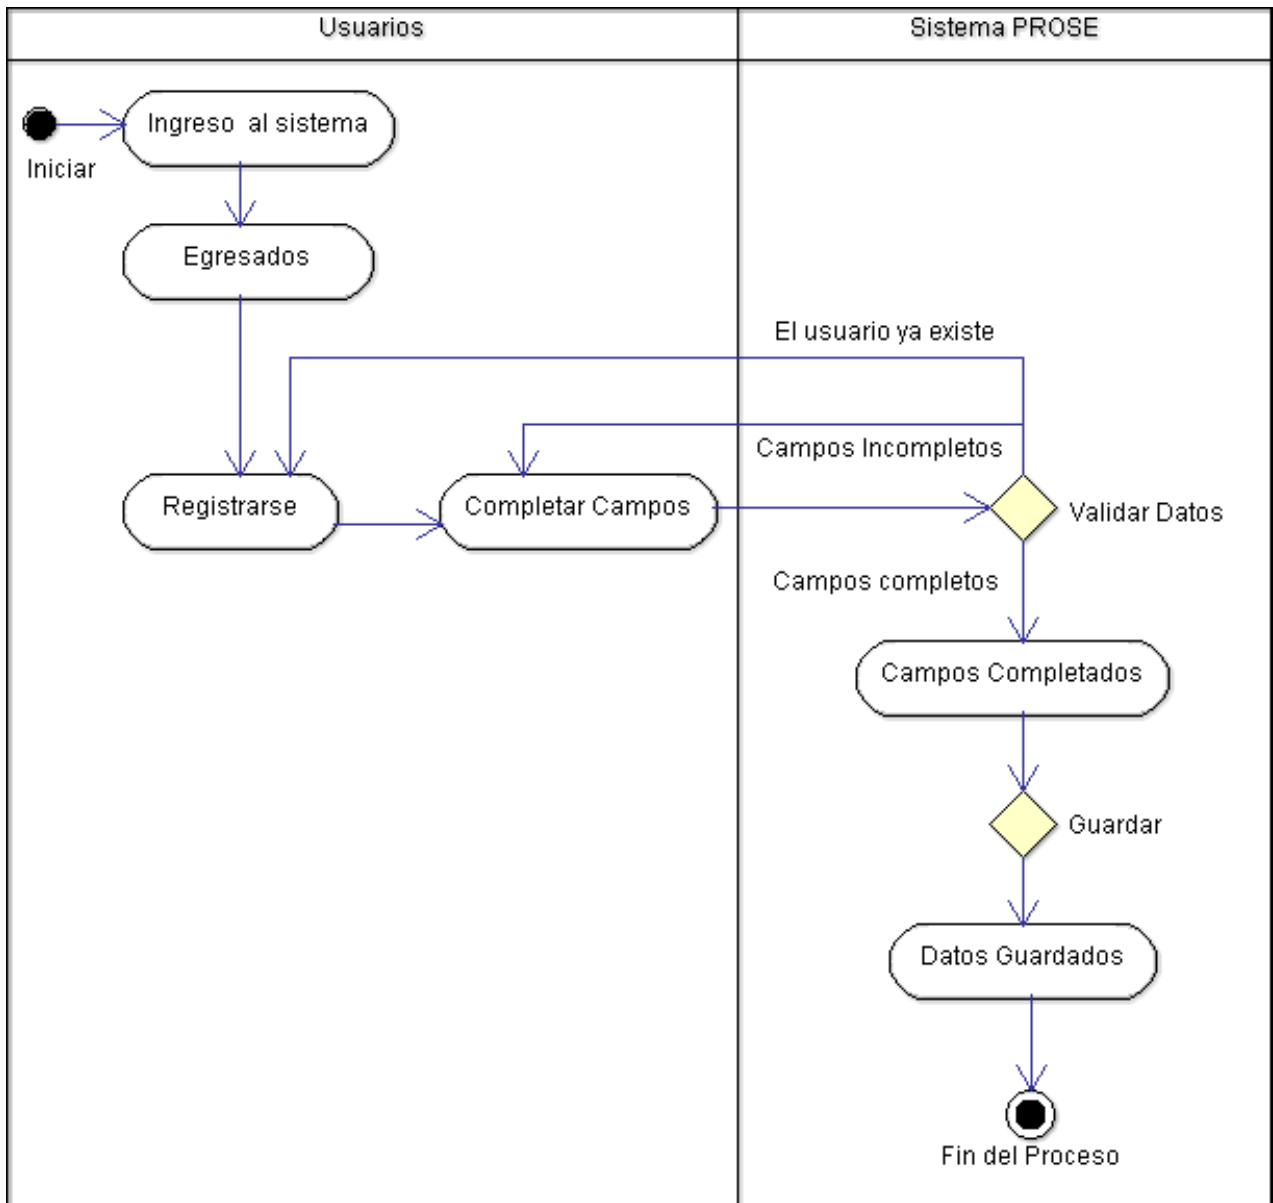 Usuarios
Sistema PROSE
Ingreso al sistema
Iniciar
Egresados
El usuario ya existe
Campos Incompletos
Registrarse
Completar Campos
Validar Datos
Campos completos
Campos Completados
Guardar
Datos Guardados
Fin del Proceso